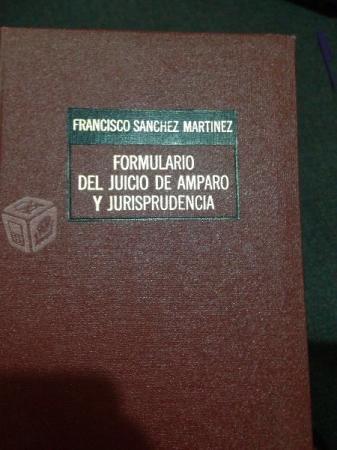 FRANCISCO SANCHEZ MARTINEZ
FORMULARIO
DEL JUICIO DE AMPARO
Y JURISPRUDENCIA